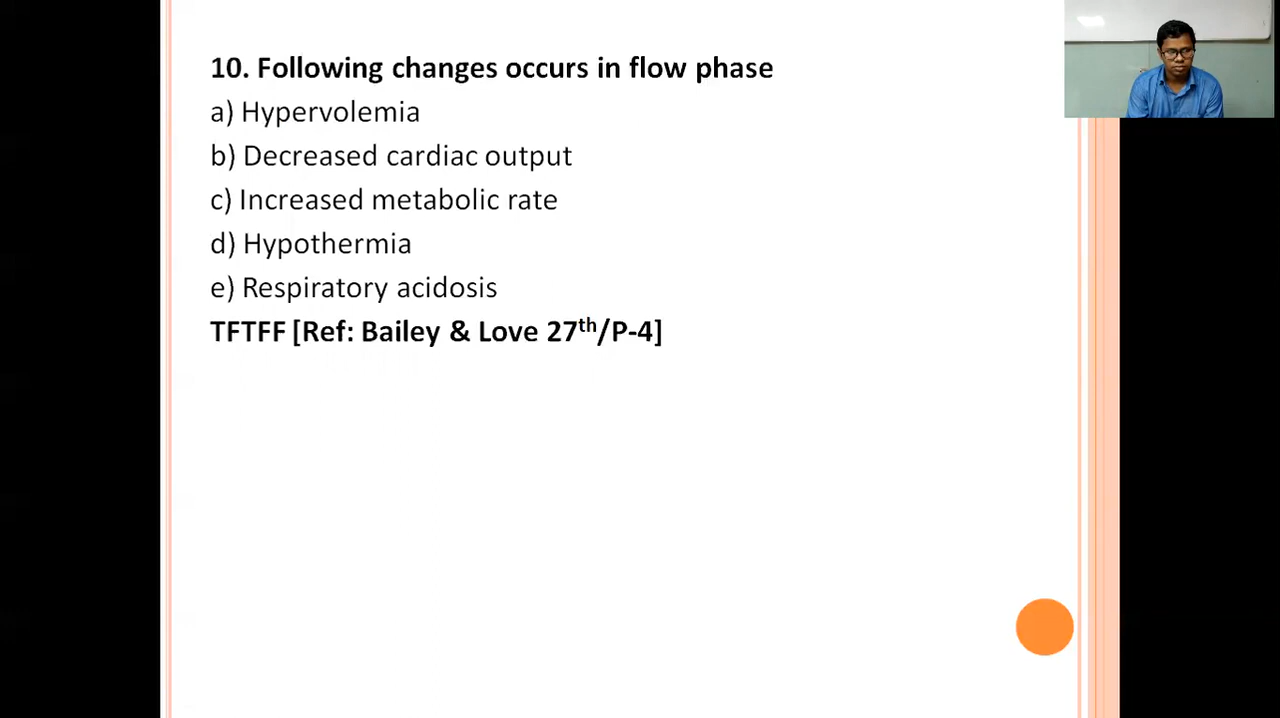 10. Following changes occurs in flow phase
a) Hypervolemia
b) Decreased cardiac output
c) Increased metabolic rate
d) Hypothermia
e) Respiratory acidosis
TFTFF [Ref: Bailey & Love 27th/P-4]